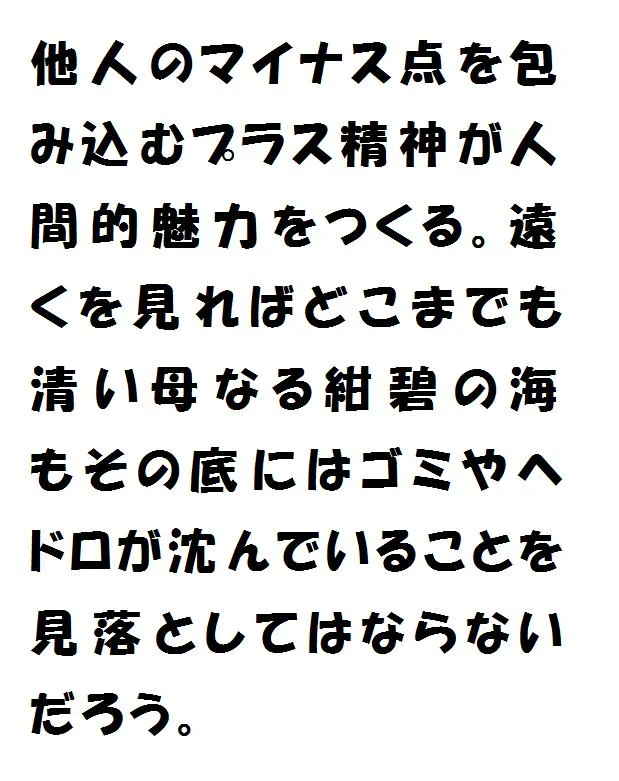 他人のマイナス点を包
み込むプラス精神が人
間的魅力をつくる。遠
くを見ればどこまでも
清い母なる紺碧の海
もその底にはゴミやヘ
ドロが沈んでいることを
見落としてはならない
だろう。